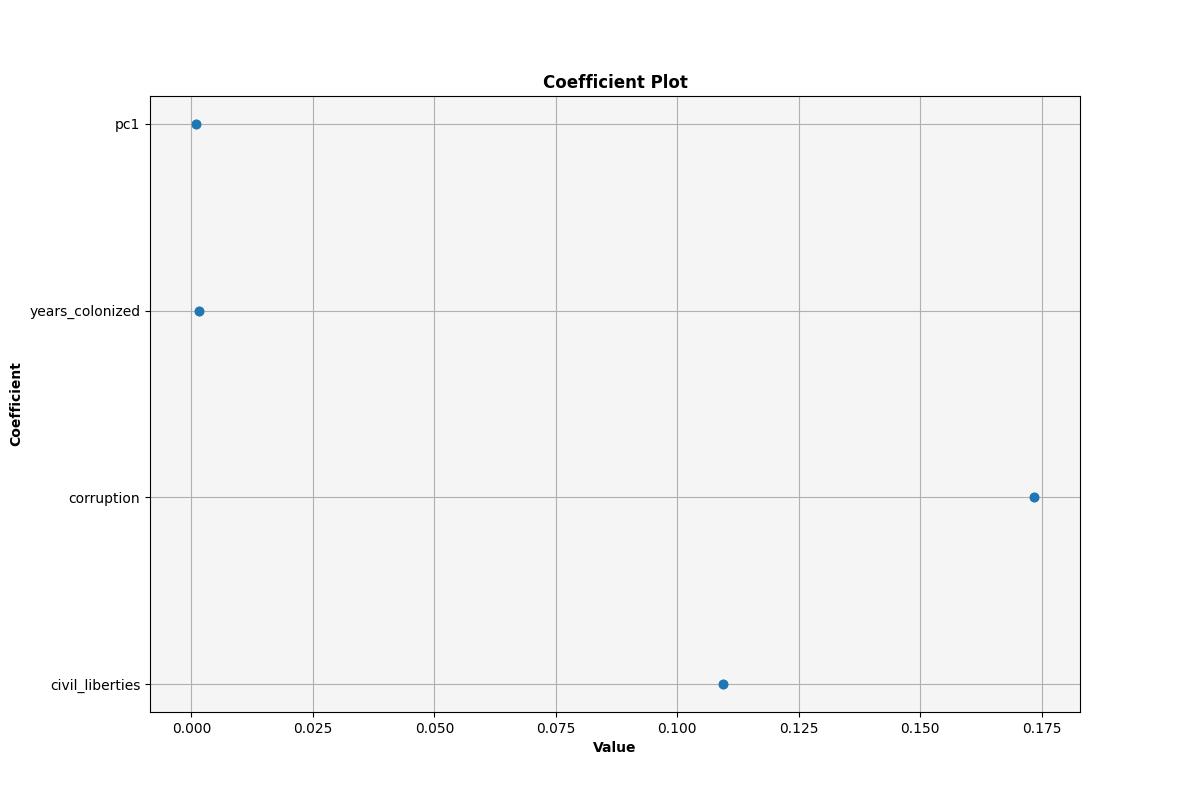 Coefficient Plot
pc1
years_colonized
corruption
civil_liberties
Coefficient
0.000 0.025 0.050 0.075 0.100 0.125 0.150 0.175
Value